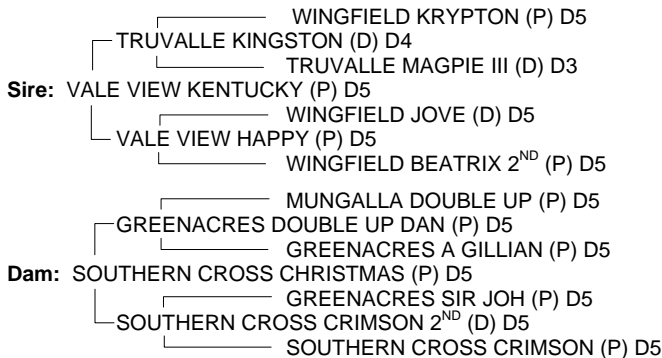 WINGFIELD KRYPTON (P) D5
TRUVALLE KINGSTON (D) D4
TRUVALLE MAGPIE III (D) D3
Sire: VALE VIEW KENTUCKY (P) D5
WINGFIELD JOVE (D) D5
VALE VIEW HAPPY (P) D5
WINGFIELD BEATRIX 2ND (P) D5
MUNGALLA DOUBLE UP (P) D5
GREENACRES DOUBLE UP DAN (P) D5
GREENACRES A GILLIAN (P) D5
Dam: SOUTHERN CROSS CHRISTMAS (P) D5
GREENACRES SIR JOH (P) D5
SOUTHERN CROSS CRIMSON 2ND (D) D5
SOUTHERN CROSS CRIMSON (P) D5